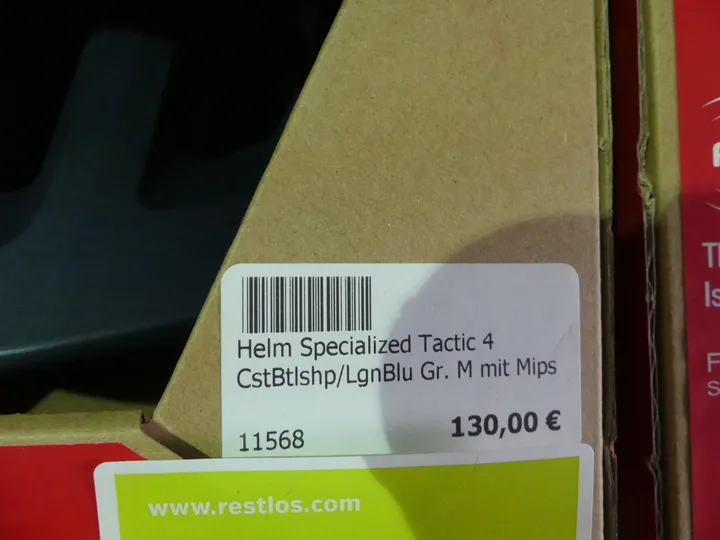 Helm Specialized Tactic 4
CstBtlshp/LgnBlu Gr. M mit Mips
11568
130,00 €
www.restlos.com